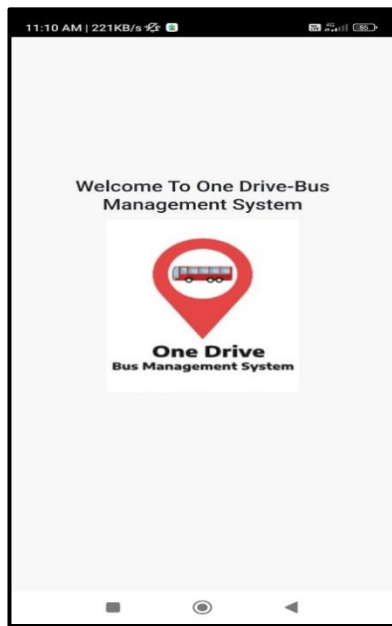 11:10 AM | 221KB/s
Welcome To One Drive-Bus
Management System
One Drive
Bus Management System